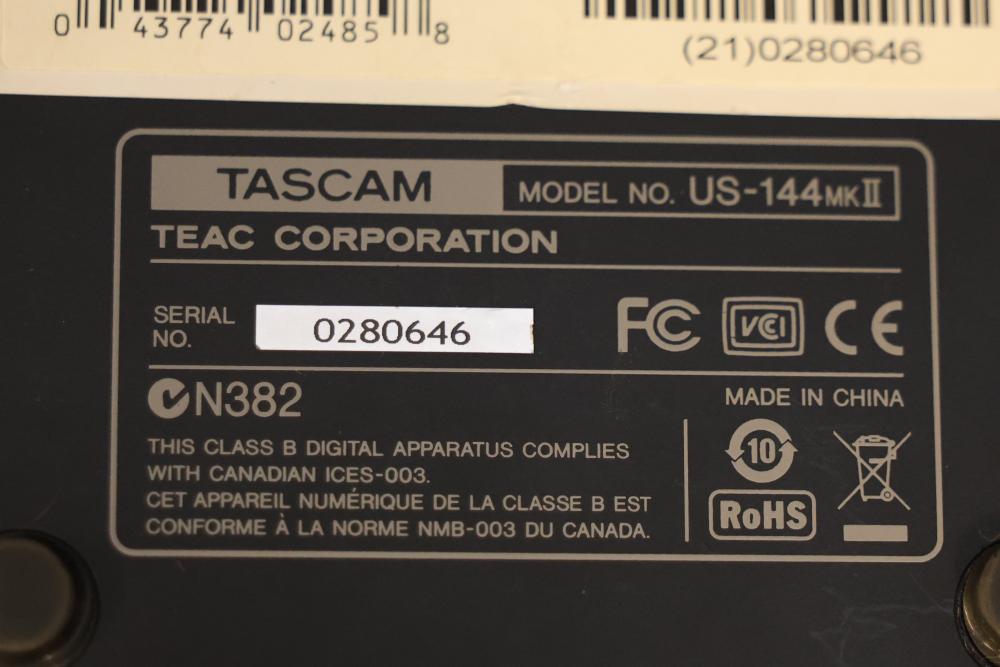 0 43774 02485 8
(21)0280646
TASCAM MODEL NO. US-144MKII
TEAC CORPORATION
SERIAL NO. 0280646
FC VCI CE
N382
MADE IN CHINA
THIS CLASS B DIGITAL APPARATUS COMPLIES
WITH CANADIAN ICES-003.
CET APPAREIL NUMÉRIQUE DE LA CLASSE B EST
CONFORME À LA NORME NMB-003 DU CANADA.
10
RoHS